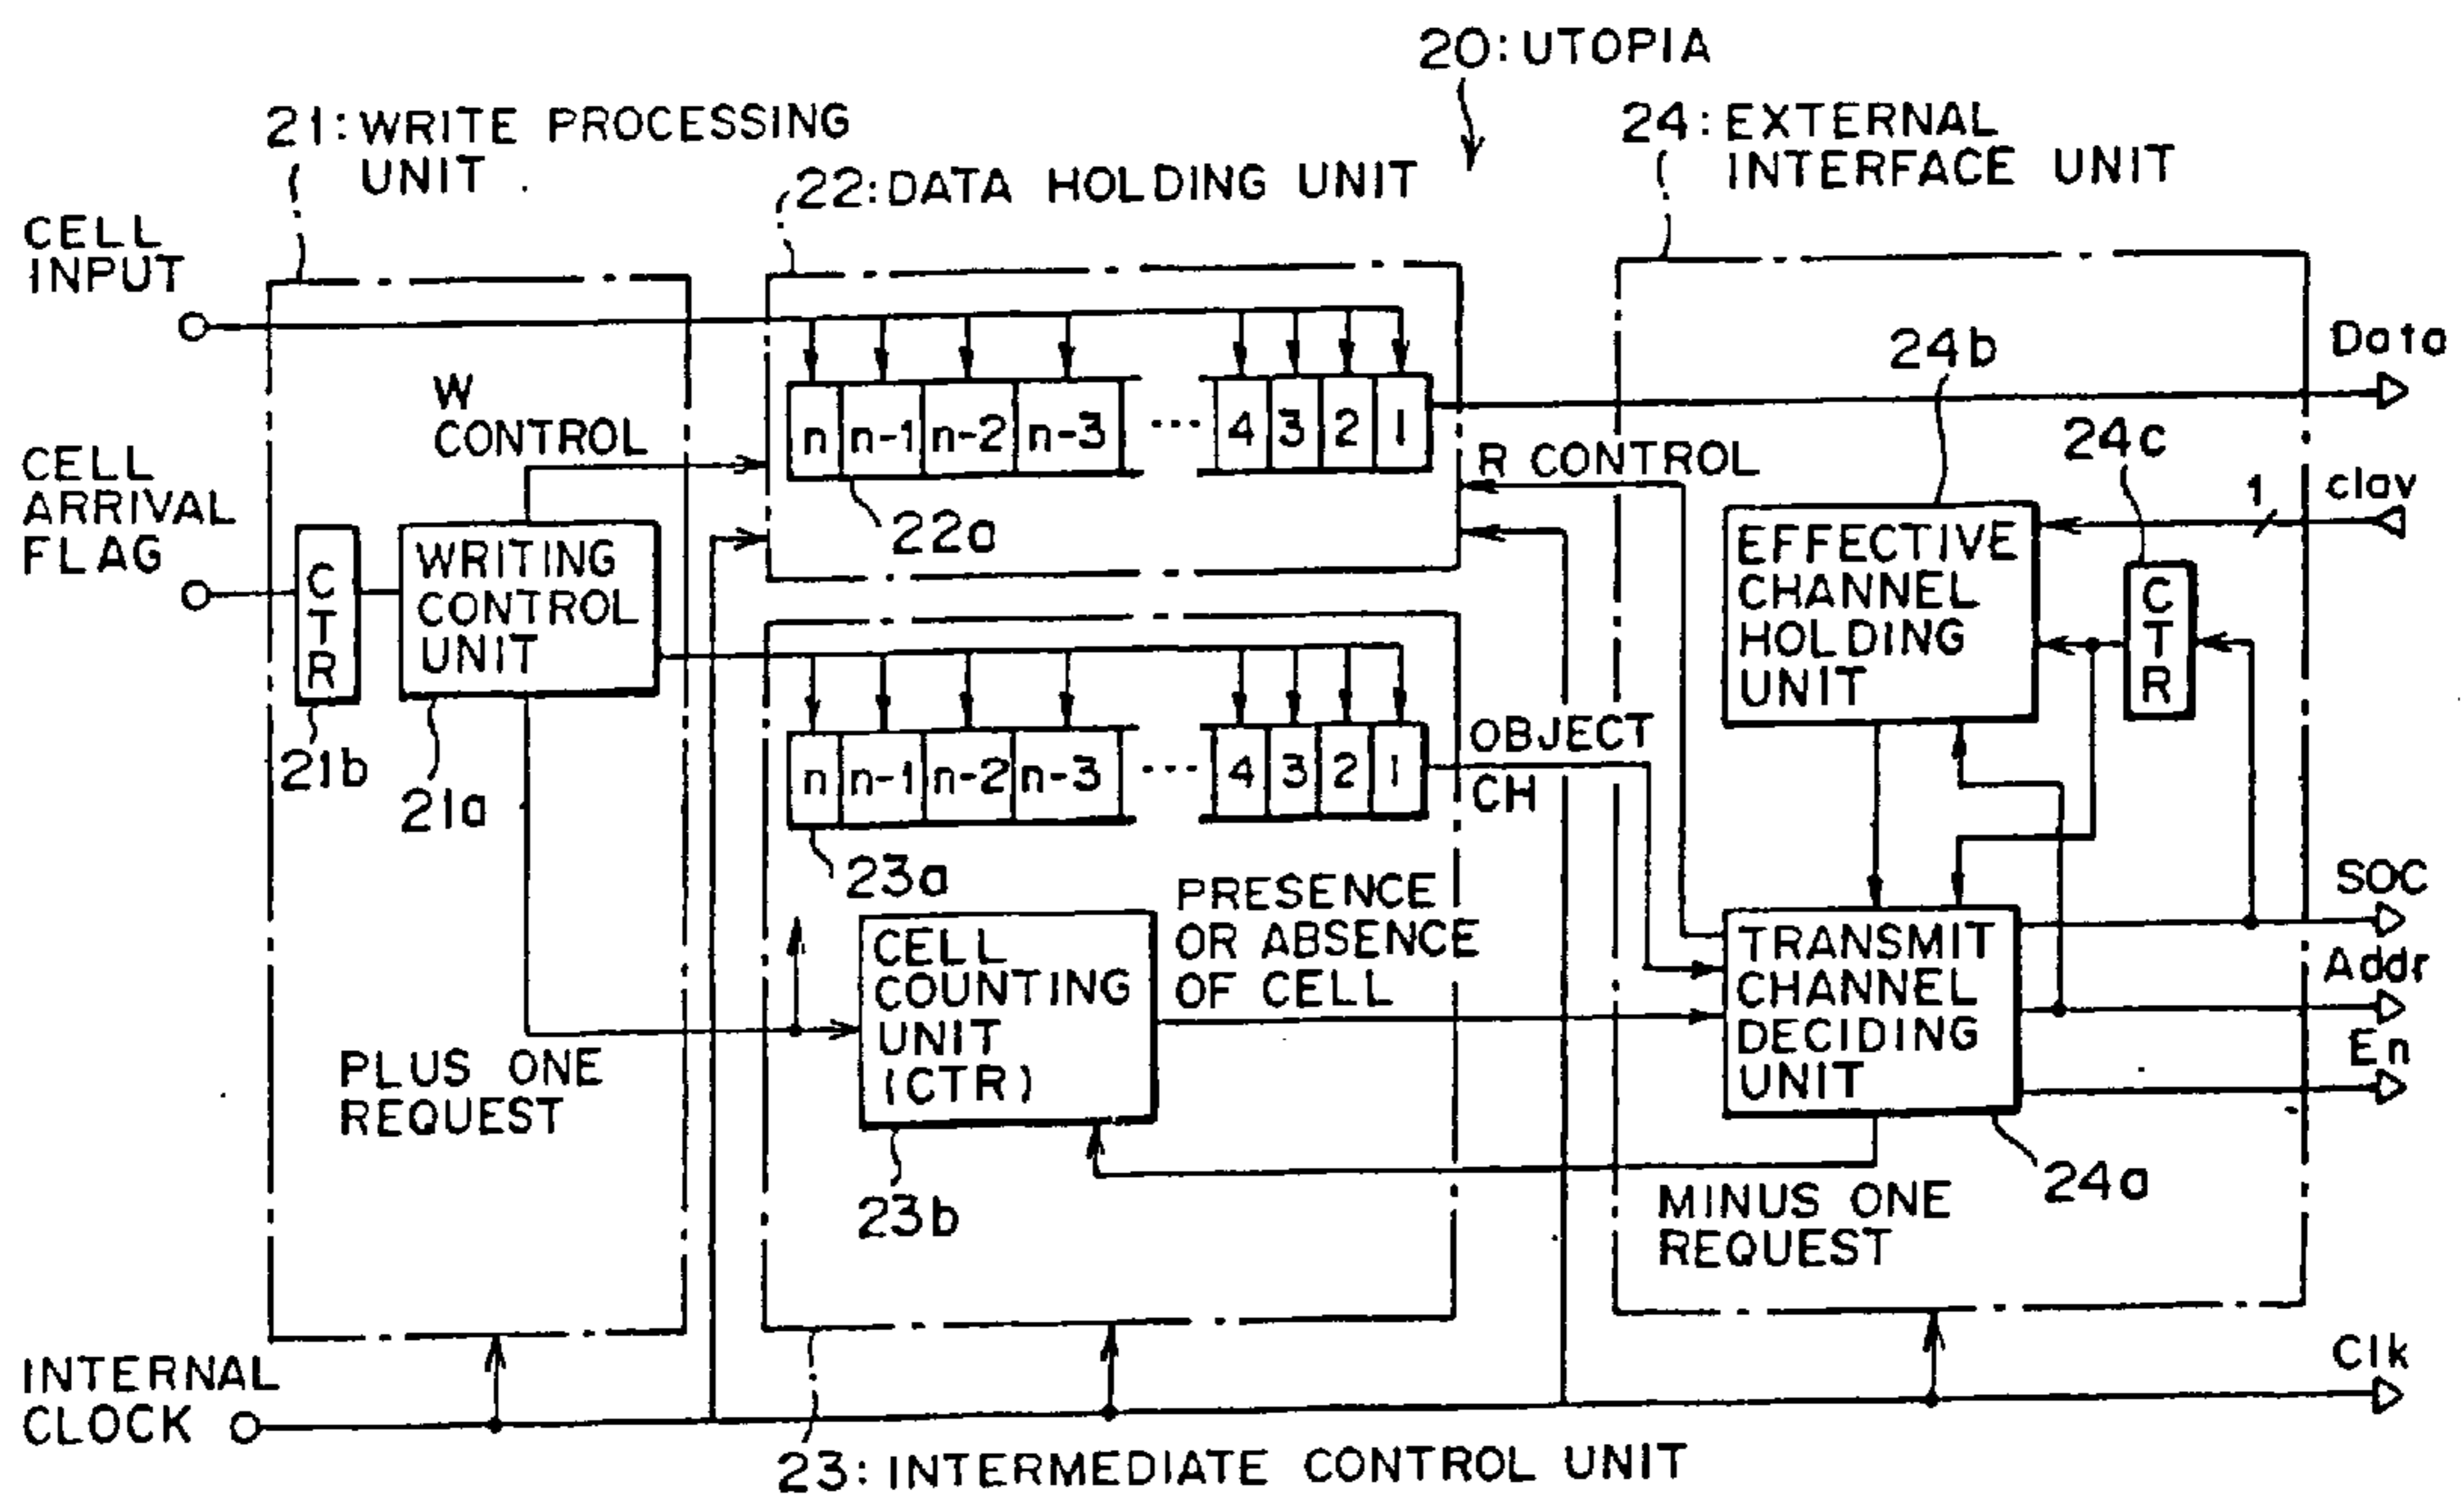 20: UTOPIA
21: WRITE PROCESSING
UNIT
22: DATA HOLDING UNIT
24: EXTERNAL
INTERFACE UNIT
CELL
INPUT
Data
24b
W
CONTROL
n n-1 n-2 n-3 ... 4 3 2 1
R CONTROL
24c
1
clav
CELL
ARRIVAL
FLAG
22a
CTR
WRITING
CONTROL
UNIT
EFFECTIVE
CHANNEL
HOLDING
UNIT
CTR
21b
21a
n n-1 n-2 n-3 ... 4 3 2 1
OBJECT
CH
23a
PRESENCE
OR ABSENCE
OF CELL
CELL
COUNTING
UNIT
(CTR)
TRANSMIT
CHANNEL
DECIDING
UNIT
SOC
Addr
En
PLUS ONE
REQUEST
23b
24a
MINUS ONE
REQUEST
INTERNAL
CLOCK
Clk
23: INTERMEDIATE CONTROL UNIT